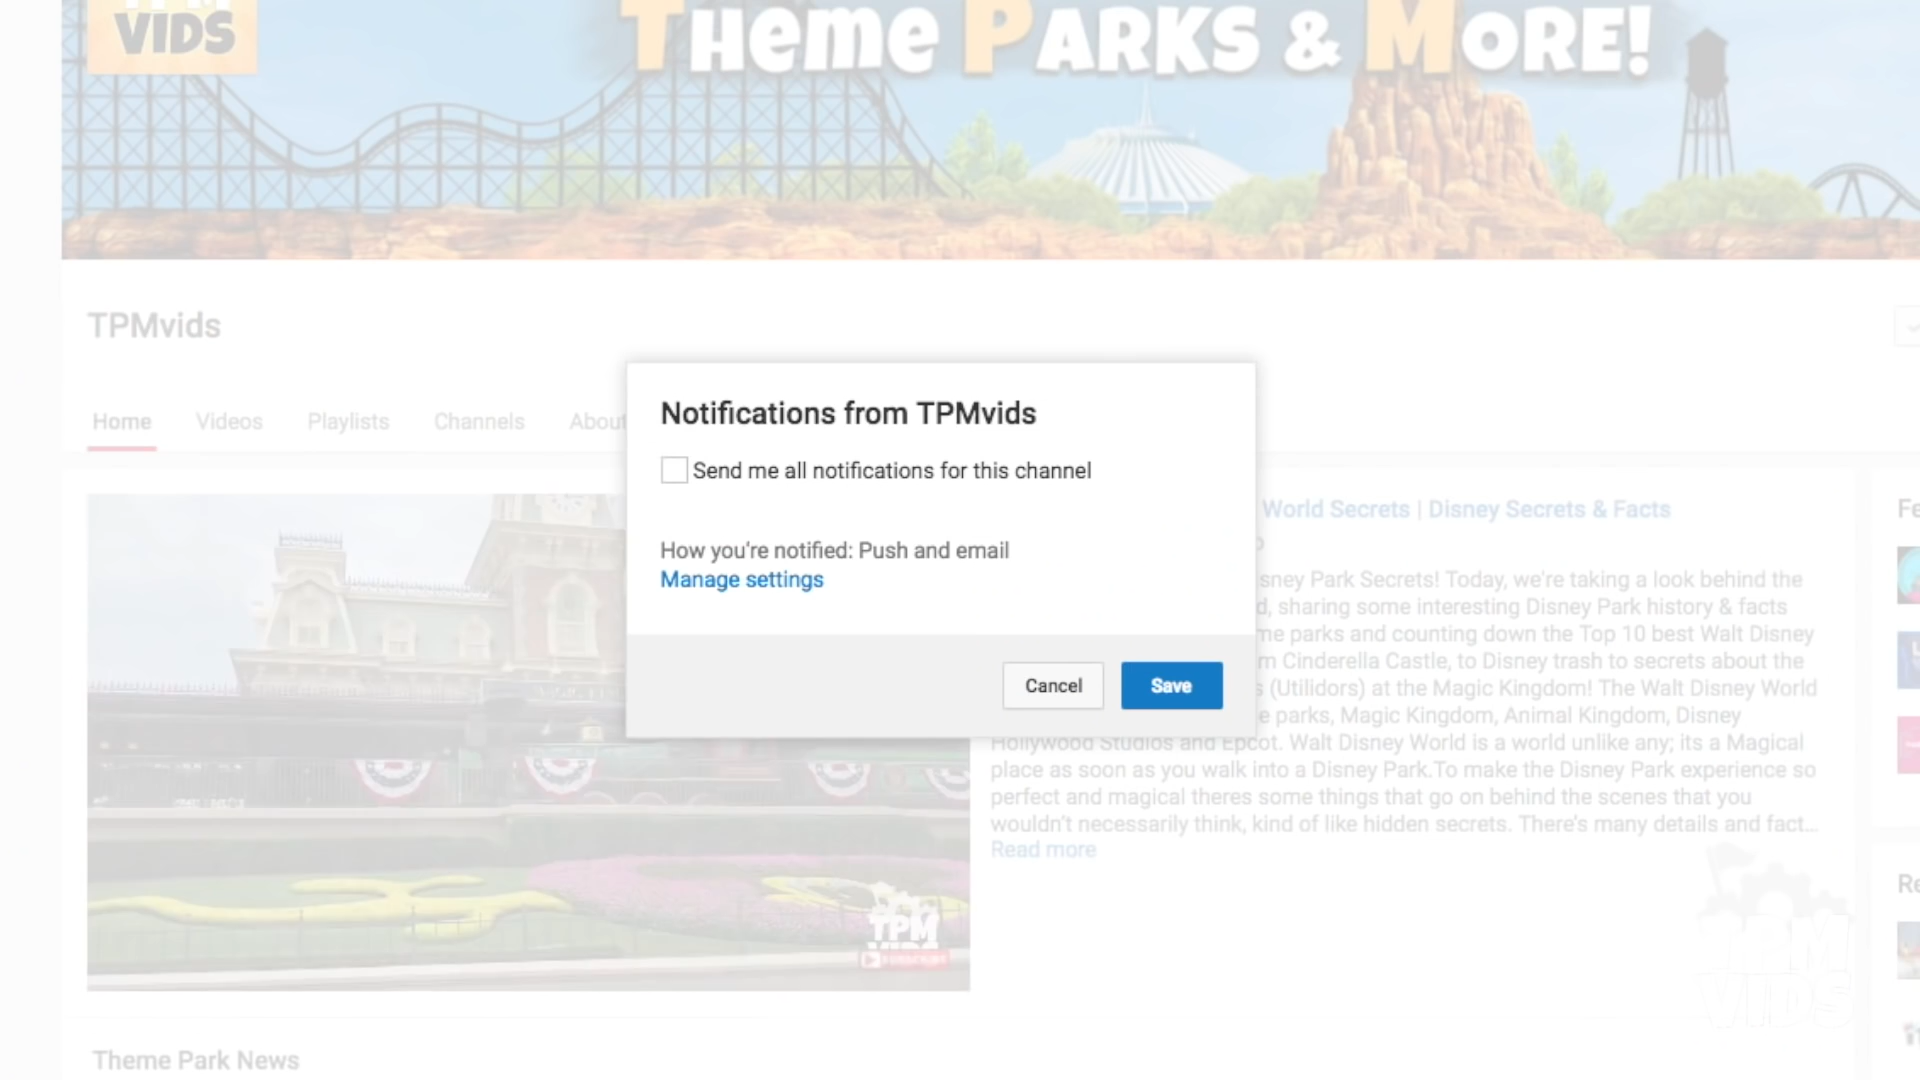 VIDS
THeme PARKS & MORE!
TPMvids
Home Videos Playlists Channels About
Notifications from TPMvids
Send me all notifications for this channel
How you're notified: Push and email
Manage settings
Cancel Save
World Secrets | Disney Secrets & Facts
sney Park Secrets! Today, we're taking a look behind the
d, sharing some interesting Disney Park history & facts
me parks and counting down the Top 10 best Walt Disney
m Cinderella Castle, to Disney trash to secrets about the
s (Utilidors) at the Magic Kingdom! The Walt Disney World
e parks, Magic Kingdom, Animal Kingdom, Disney
Hollywood Studios and Epcot. Walt Disney World is a world unlike any; its a Magical
place as soon as you walk into a Disney Park.To make the Disney Park experience so
perfect and magical theres some things that go on behind the scenes that you
wouldn't necessarily think, kind of like hidden secrets. There's many details and fact...
Read more
Fe
Re
TPM
VIDS
TPM
VIDS
Theme Park News